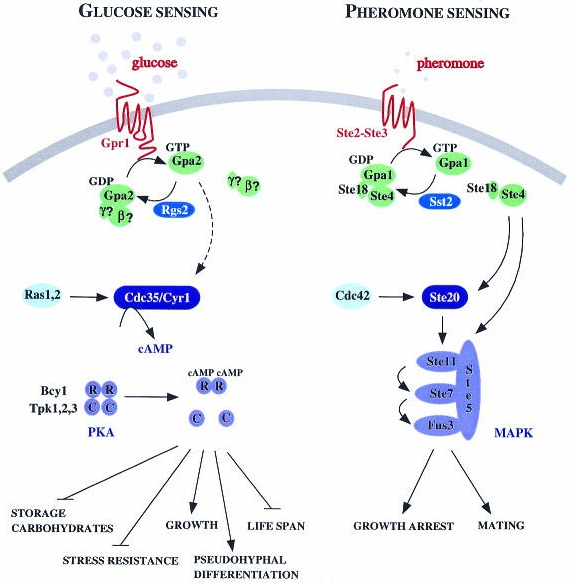 GLUCOSE SENSING
PHEROMONE SENSING
glucose
pheromone
Gpr1
Ste2-Ste3
GTP
Gpa2
GDP
Gpa2
γ? β?
Rgs2
γ? β?
GTP
Gpa1
GDP
Gpa1
Ste18 Ste4
Sst2
Ste18 Ste4
Ras1,2
Cdc35/Cyr1
cAMP
Cdc42
Ste20
Ste11
Ste7
Fus3
Ste5
MAPK
cAMP cAMP
R R
C C
Bcy1 R R
Tpk1,2,3 C C
PKA
STORAGE
CARBOHYDRATES
STRESS RESISTANCE
GROWTH
PSEUDOHYPHAL
DIFFERENTIATION
LIFE SPAN
GROWTH ARREST
MATING